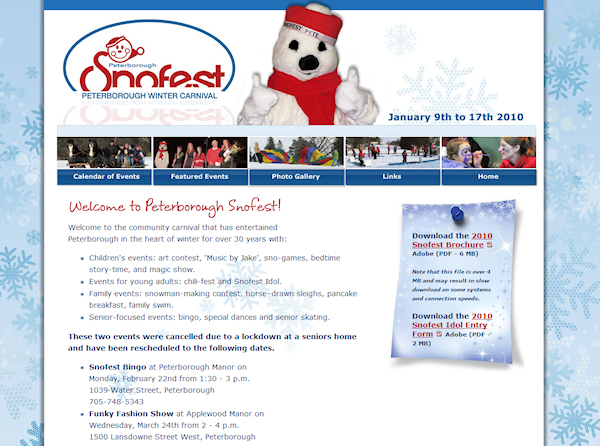 Peterborough
Snofest
PETERBOROUGH WINTER CARNIVAL
SNOFEST PETE
January 9th to 17th 2010
Calendar of Events
Featured Events
Photo Gallery
Links
Home
Welcome to Peterborough Snofest!
Welcome to the community carnival that has entertained
Peterborough in the heart of winter for over 30 years with:
Children's events: art contest, 'Music by Jake', sno-games, bedtime
story-time, and magic show.
Events for young adults: chili-fest and Snofest Idol.
Family events: snowman-making contest, horse-drawn sleighs, pancake
breakfast, family swim.
Senior-focused events: bingo, special dances and senior skating.
These two events were cancelled due to a lockdown at a seniors home
and have been rescheduled to the following dates.
Snofest Bingo at Peterborough Manor on
Monday, February 22nd from 1:30 - 3 p.m.
1039 Water Street, Peterborough
705-748-5343
Funky Fashion Show at Applewood Manor on
Wednesday, March 24th from 2 - 4 p.m.
1500 Lansdowne Street West, Peterborough
Download the 2010
Snofest Brochure
Adobe (PDF - 6 MB)
Note that this file is over 4
MB and may result in slow
download on some systems
and connection speeds.
Download the 2010
Snofest Idol Entry
Form Adobe (PDF -
2 MB)